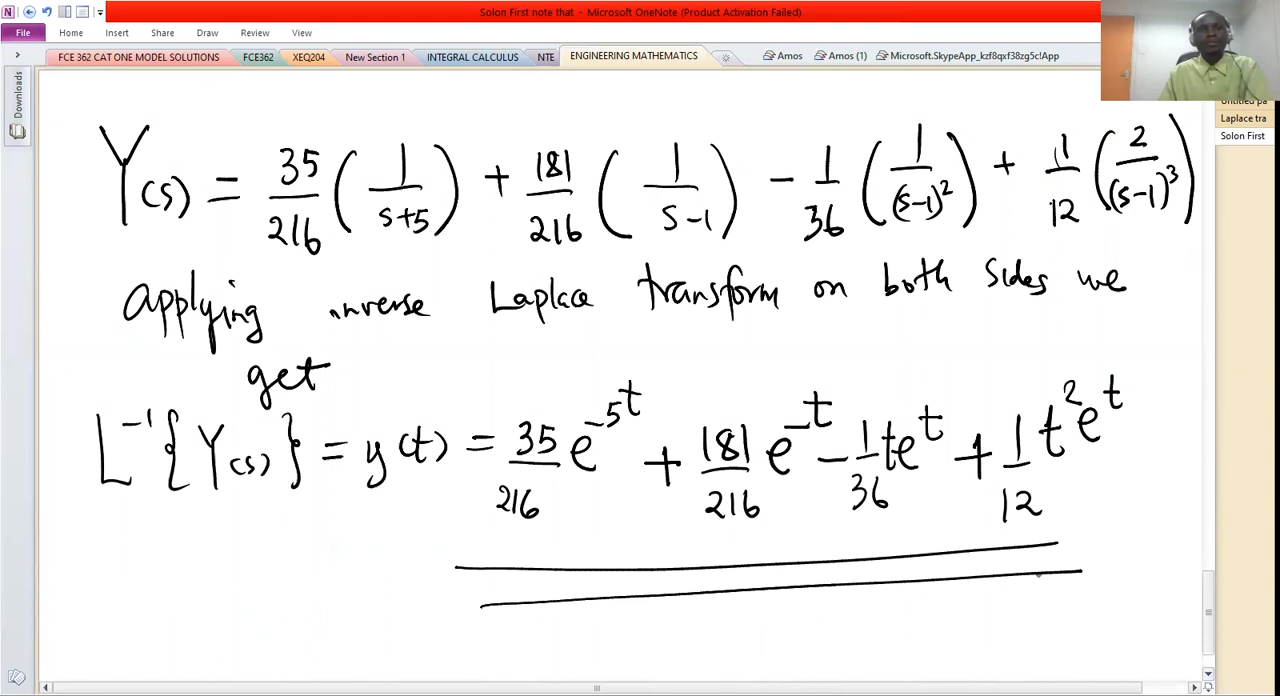 Solon First note that - Microsoft OneNote (Product Activation Failed)
File Home Insert Share Draw Review View
FCE 362 CAT ONE MODEL SOLUTIONS FCE362 XEQ204 New Section 1 INTEGRAL CALCULUS NTE ENGINEERING MATHEMATICS Amos Amos (1) Microsoft.SkypeApp_kzf8qxf38zg5c!App
Downloads
Laplace tra
Solon First
Y(s) = 35/216 (1/(s+5)) + 181/216 (1/(s-1)) - 1/36 (1/(s-1)²) + 1/12 (2/(s-1)³)
applying inverse Laplace transform on both sides we
get
L⁻¹{Y(s)} = y(t) = 35/216 e^-5t + 181/216 e^-t - 1/36 te^t + 1/12 t²e^t